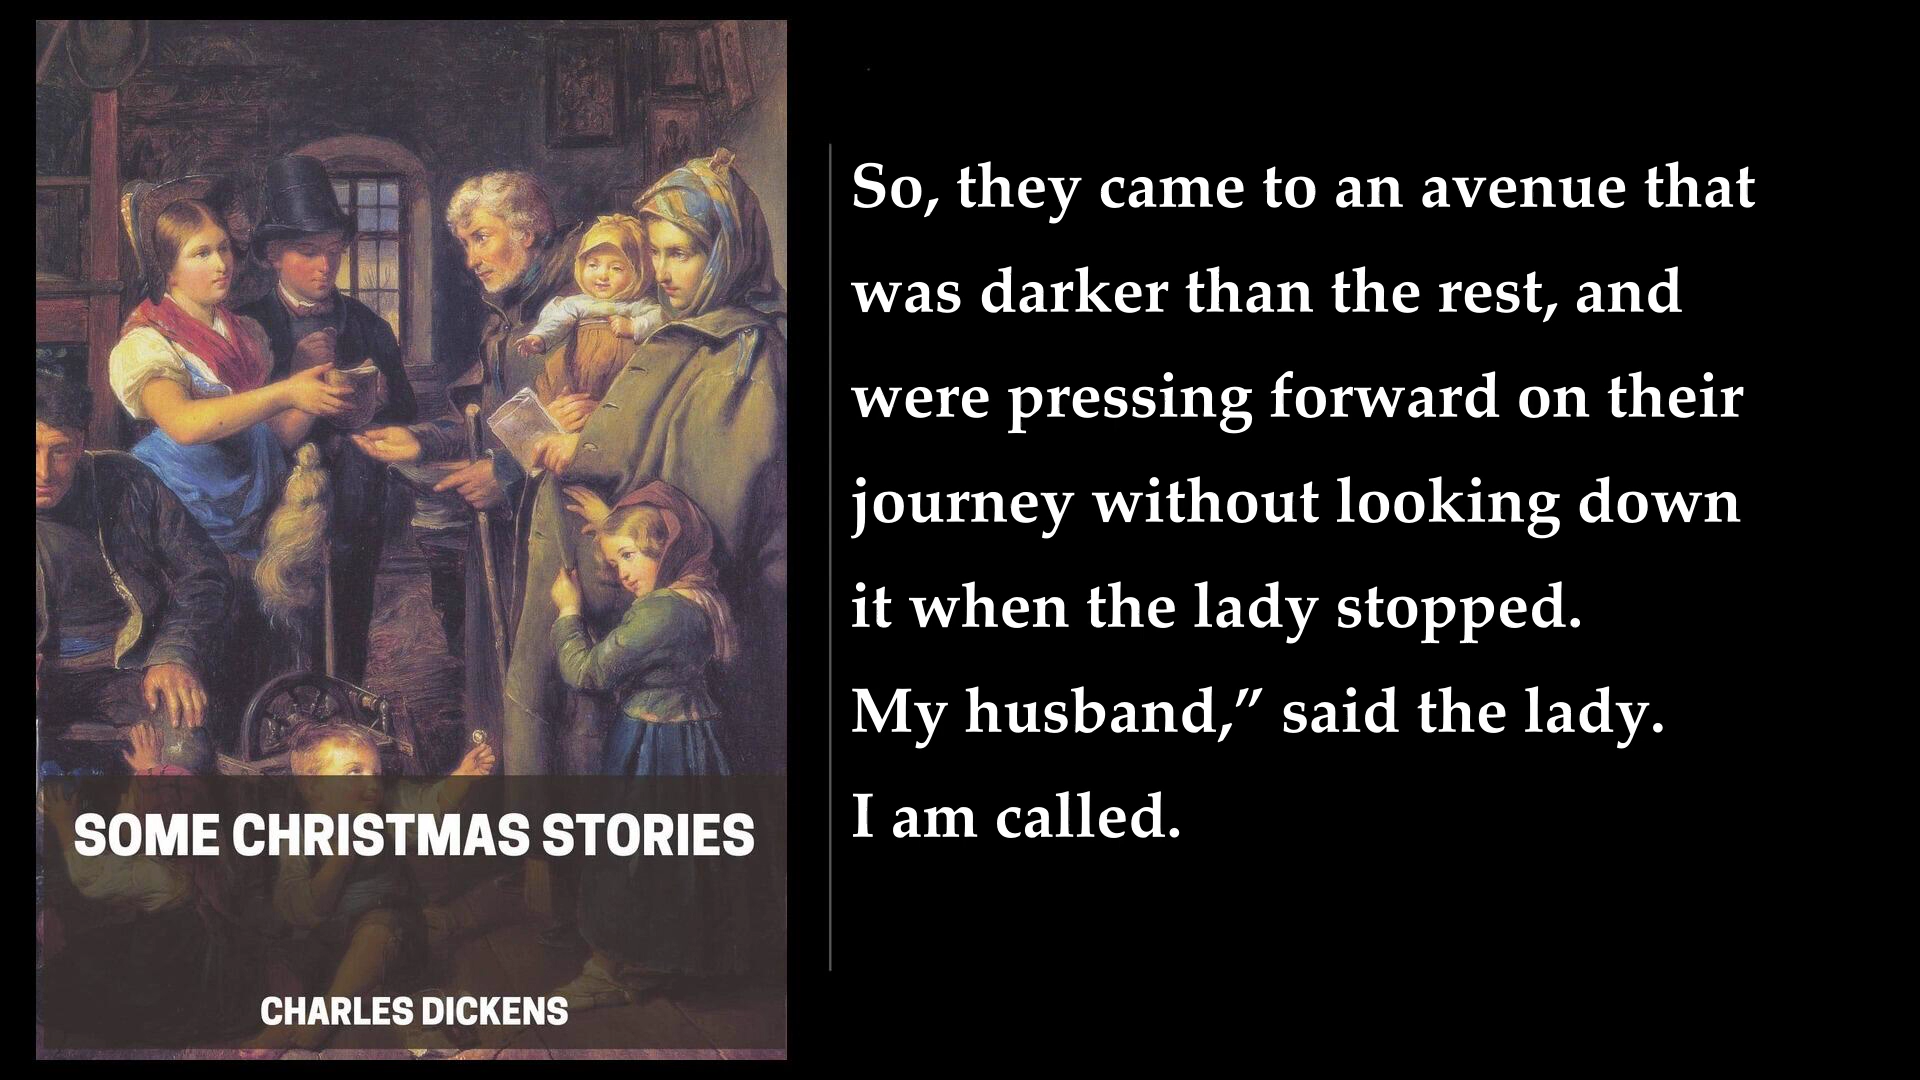 SOME CHRISTMAS STORIES
CHARLES DICKENS
So, they came to an avenue that
was darker than the rest, and
were pressing forward on their
journey without looking down
it when the lady stopped.
My husband,” said the lady.
I am called.